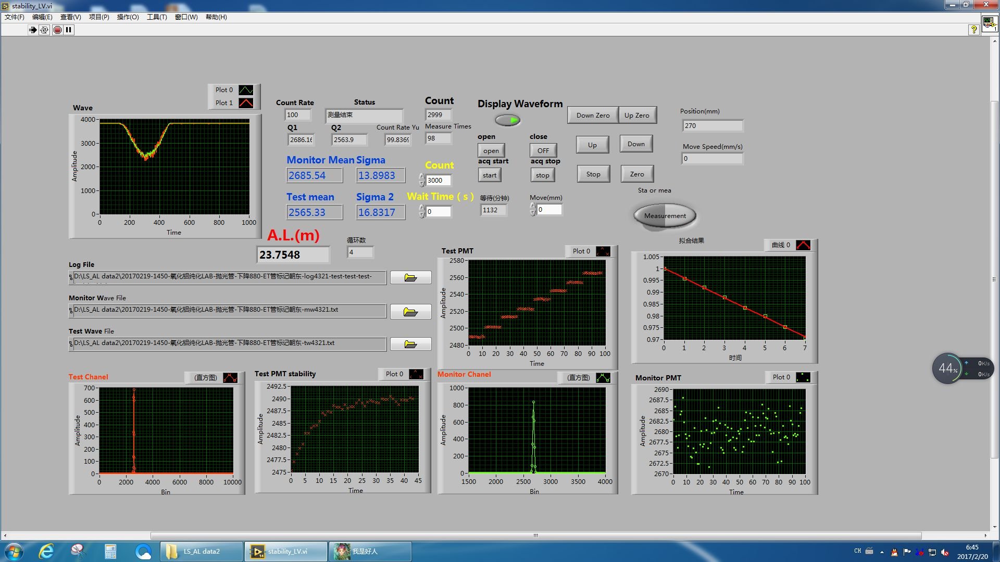 stability_LV.vi
文件(F) 编辑(E) 查看(V) 项目(P) 操作(O) 工具(T) 窗口(W) 帮助(H)
Plot 0
Plot 1
Wave
Amplitude
4000
3000
2000
1000
0
0 200 400 600 800 1000
Time
Count Rate
100
Status
测量结束
Count
2999
Q1
2686.16
Q2
2563.9
Count Rate Yu
99.8369
Measure Times
98
Monitor Mean
2685.54
Sigma
13.8983
Count
3000
Test mean
2565.33
Sigma 2
16.8317
Wait Time ( s )
0
Display Waveform
open
open
close
OFF
acq start
start
acq stop
stop
等待(分钟)
1132
Move(mm)
0
Down Zero Up Zero
Up Down
Stop Zero
Position(mm)
270
Move Speed(mm/s)
0
Sta or mea
Measurement
A.L.(m)
23.7548
循环数
4
Log File
D:\LS_AL data2\20170219-1450-氧化铝纯化LAB-抛光管-下降880-ET管标记朝东-log4321-test-test-test-
Monitor Wave File
D:\LS_AL data2\20170219-1450-氧化铝纯化LAB-抛光管-下降880-ET管标记朝东-mw4321.txt
Test Wave File
D:\LS_AL data2\20170219-1450-氧化铝纯化LAB-抛光管-下降880-ET管标记朝东-tw4321.txt
Test PMT
Plot 0
Amplitude
2580
2560
2540
2520
2500
2480
0 10 20 30 40 50 60 70 80 90 100
Time
拟合结果
曲线 0
1.005
1
0.995
0.99
0.985
0.98
0.975
0.97
0 1 2 3 4 5 6 7
时间
Test Chanel
(直方图)
Amplitude
700
600
500
400
300
200
100
0
0 2000 4000 6000 8000 10000
Bin
Test PMT stability
Plot 0
Amplitude
2492.5
2490
2487.5
2485
2482.5
2480
2477.5
2475
0 5 10 15 20 25 30 35 40 45
Time
Monitor Chanel
(直方图)
Amplitude
1000
800
600
400
200
0
1500 2000 2500 3000 3500 4000
Bin
Monitor PMT
Plot 0
Amplitude
2690
2687.5
2685
2682.5
2680
2677.5
2675
2672.5
2670
0 10 20 30 40 50 60 70 80 90 100
Time
44%
0K/s
0K/s
LS_AL data2
stability_LV.vi
我是好人
CH
6:45
2017/2/20